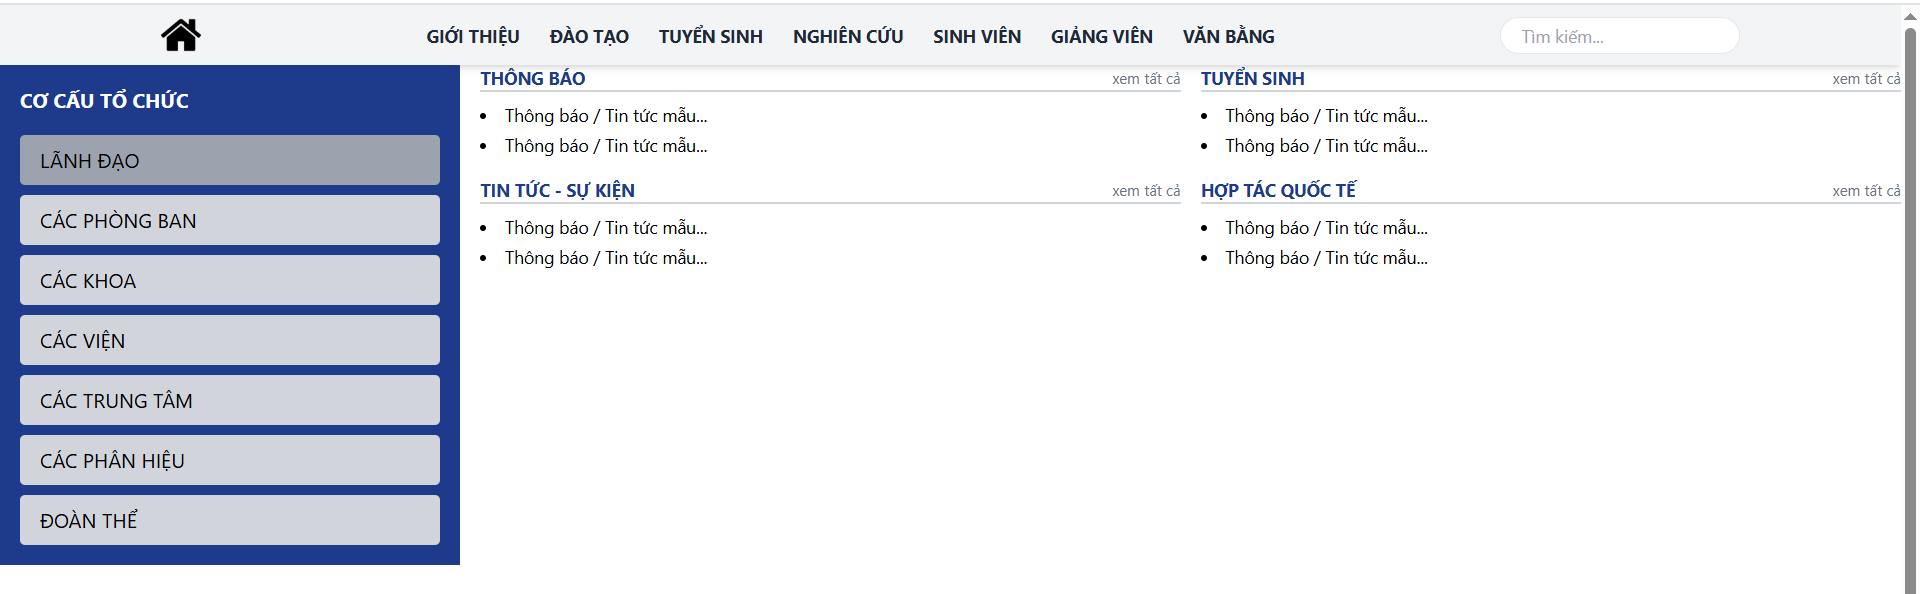 GIỚI THIỆU ĐÀO TẠO TUYỂN SINH NGHIÊN CỨU SINH VIÊN GIẢNG VIÊN VĂN BẰNG Tìm kiếm...
CƠ CẤU TỔ CHỨC
LÃNH ĐẠO
CÁC PHÒNG BAN
CÁC KHOA
CÁC VIỆN
CÁC TRUNG TÂM
CÁC PHÂN HIỆU
ĐOÀN THỂ
THÔNG BÁO xem tất cả
Thông báo / Tin tức mẫu...
Thông báo / Tin tức mẫu...
TUYỂN SINH xem tất cả
Thông báo / Tin tức mẫu...
Thông báo / Tin tức mẫu...
TIN TỨC - SỰ KIỆN xem tất cả
Thông báo / Tin tức mẫu...
Thông báo / Tin tức mẫu...
HỢP TÁC QUỐC TẾ xem tất cả
Thông báo / Tin tức mẫu...
Thông báo / Tin tức mẫu...